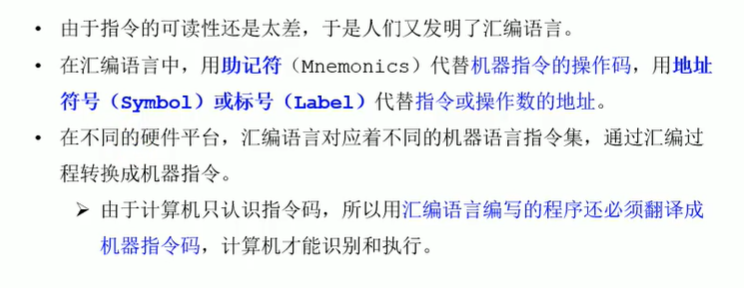 • 由于指令的可读性还是太差，于是人们又发明了汇编语言。
• 在汇编语言中，用助记符（Mnemonics）代替机器指令的操作码，用地址
符号（Symbol）或标号（Label）代替指令或操作数的地址。
• 在不同的硬件平台，汇编语言对应着不同的机器语言指令集，通过汇编过
程转换成机器指令。
➢ 由于计算机只认识指令码，所以用汇编语言编写的程序还必须翻译成
机器指令码，计算机才能识别和执行。